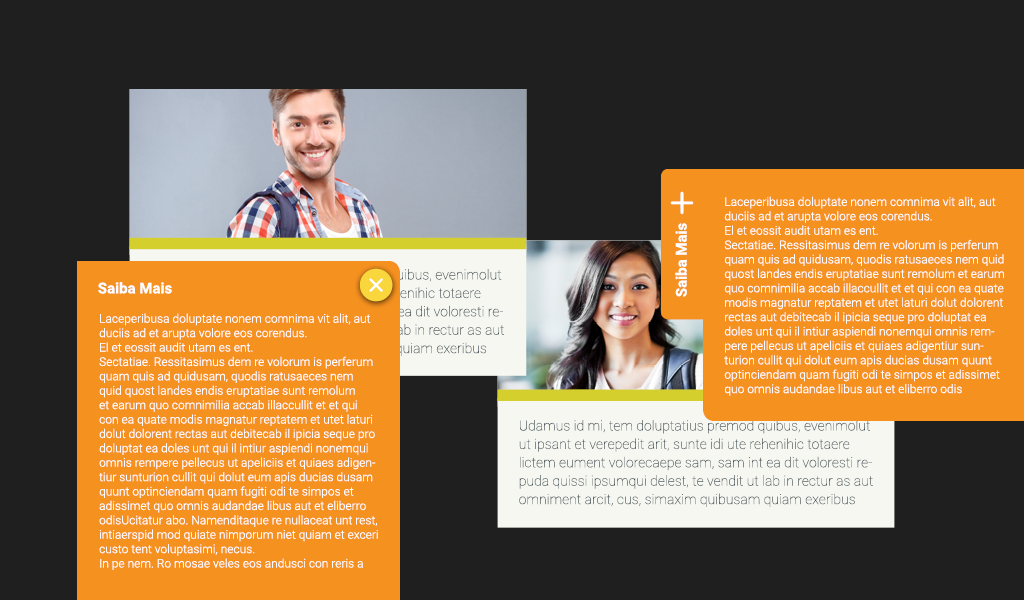 uibus, evenimolut
enihic totaere
ea dit voloresti re-
ab in rectur as aut
quiam exeribus
Saiba Mais
Laceperibusa doluptate nonem comnima vit alit, aut
duciis ad et arupta volore eos corendus.
El et eossit audit utam es ent.
Sectatiae. Ressitasimus dem re volorum is perferum
quam quis ad quidusam, quodis ratusaeces nem
quid quost landes endis eruptatiae sunt remolum
et earum quo comnimilia accab illacullit et et qui
con ea quate modis magnatur reptatem et utet laturi
dolut dolorent rectas aut debitecab il ipicia seque pro
doluptat ea doles unt qui il intiur aspiendi nonemqui
omnis rempere pellecus ut apeliciis et quiaes adigen-
tiur sunturion cullit qui dolut eum apis ducias dusam
quunt optinciendam quam fugiti odi te simpos et
adissimet quo omnis audandae libus aut et eliberro
odisUcitatur abo. Namenditaque re nullaceat unt rest,
intiaerspid mod quiate nimporum niet quiam et exceri
custo tent voluptasimi, necus.
In pe nem. Ro mosae veles eos andusci con reris a
Saiba Mais
Laceperibusa doluptate nonem comnima vit alit, aut
duciis ad et arupta volore eos corendus.
El et eossit audit utam es ent.
Sectatiae. Ressitasimus dem re volorum is perferum
quam quis ad quidusam, quodis ratusaeces nem quid
quost landes endis eruptatiae sunt remolum et earum
quo comnimilia accab illacullit et et qui con ea quate
modis magnatur reptatem et utet laturi dolut dolorent
rectas aut debitecab il ipicia seque pro doluptat ea
doles unt qui il intiur aspiendi nonemqui omnis rem-
pere pellecus ut apeliciis et quiaes adigentiur sun-
turion cullit qui dolut eum apis ducias dusam quunt
optinciendam quam fugiti odi te simpos et adissimet
quo omnis audandae libus aut et eliberro odis
Udamus id mi, tem doluptatius premod quibus, evenimolut
ut ipsant et verepedit arit, sunte idi ute rehenihic totaere
lictem eument volorecaepe sam, sam int ea dit voloresti re-
puda quissi ipsumqui delest, te vendit ut lab in rectur as aut
omniment arcit, cus, simaxim quibusam quiam exeribus